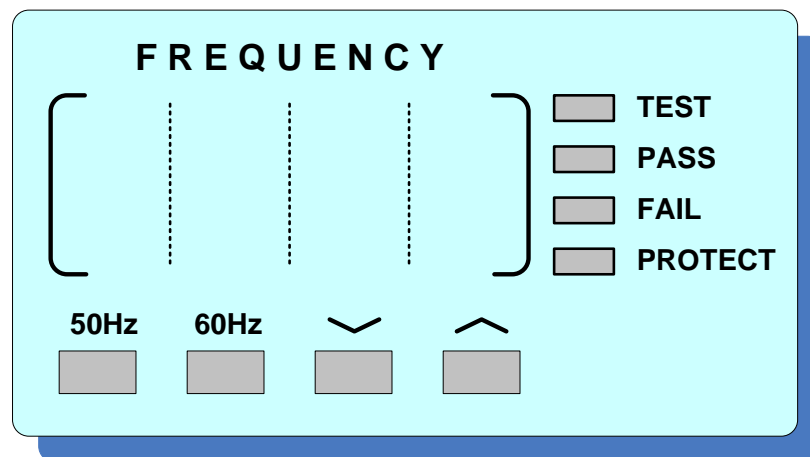 FREQUENCY
TEST
PASS
FAIL
PROTECT
50Hz 60Hz